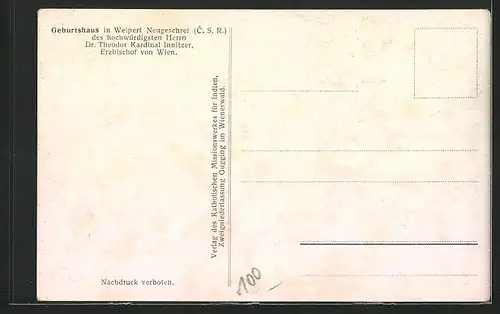 Geburtshaus in Weipert Neugeschrei (Č. S. R.)
des hochwürdigsten Herrn
Dr. Theodor Kardinal Innitzer,
Erzbischof von Wien.
Verlag des Katholischen Missionswerkes für Indien,
Zweigniederlassung Gugging im Wienerwald.
Nachdruck verboten.
100